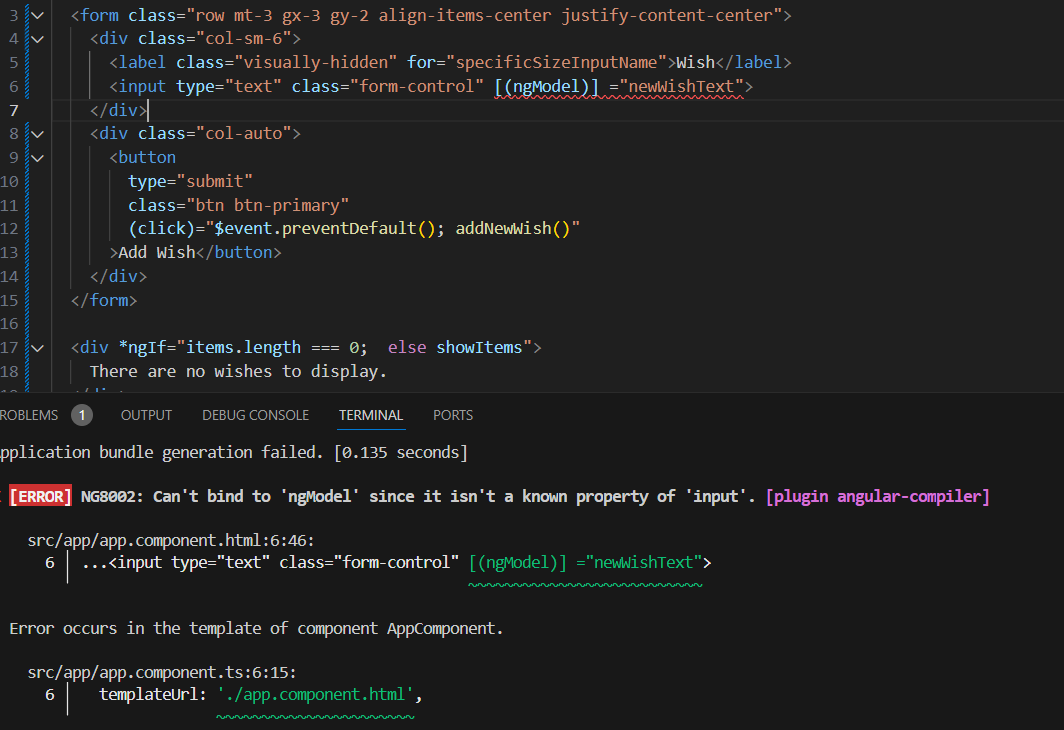 3 <form class="row mt-3 gx-3 gy-2 align-items-center justify-content-center">
4 <div class="col-sm-6">
5 <label class="visually-hidden" for="specificSizeInputName">Wish</label>
6 <input type="text" class="form-control" [(ngModel)] ="newWishText">
7 </div>
8 <div class="col-auto">
9 <button
10 type="submit"
11 class="btn btn-primary"
12 (click)="$event.preventDefault(); addNewWish()"
13 >Add Wish</button>
14 </div>
15 </form>
16
17 <div *ngIf="items.length === 0;  else showItems">
18 There are no wishes to display.
ROBLEMS 1 OUTPUT DEBUG CONSOLE TERMINAL PORTS
pplication bundle generation failed. [0.135 seconds]
[ERROR] NG8002: Can't bind to 'ngModel' since it isn't a known property of 'input'. [plugin angular-compiler]
src/app/app.component.html:6:46:
6 │ ...<input type="text" class="form-control" [(ngModel)] ="newWishText">
Error occurs in the template of component AppComponent.
src/app/app.component.ts:6:15:
6 │ templateUrl: './app.component.html',